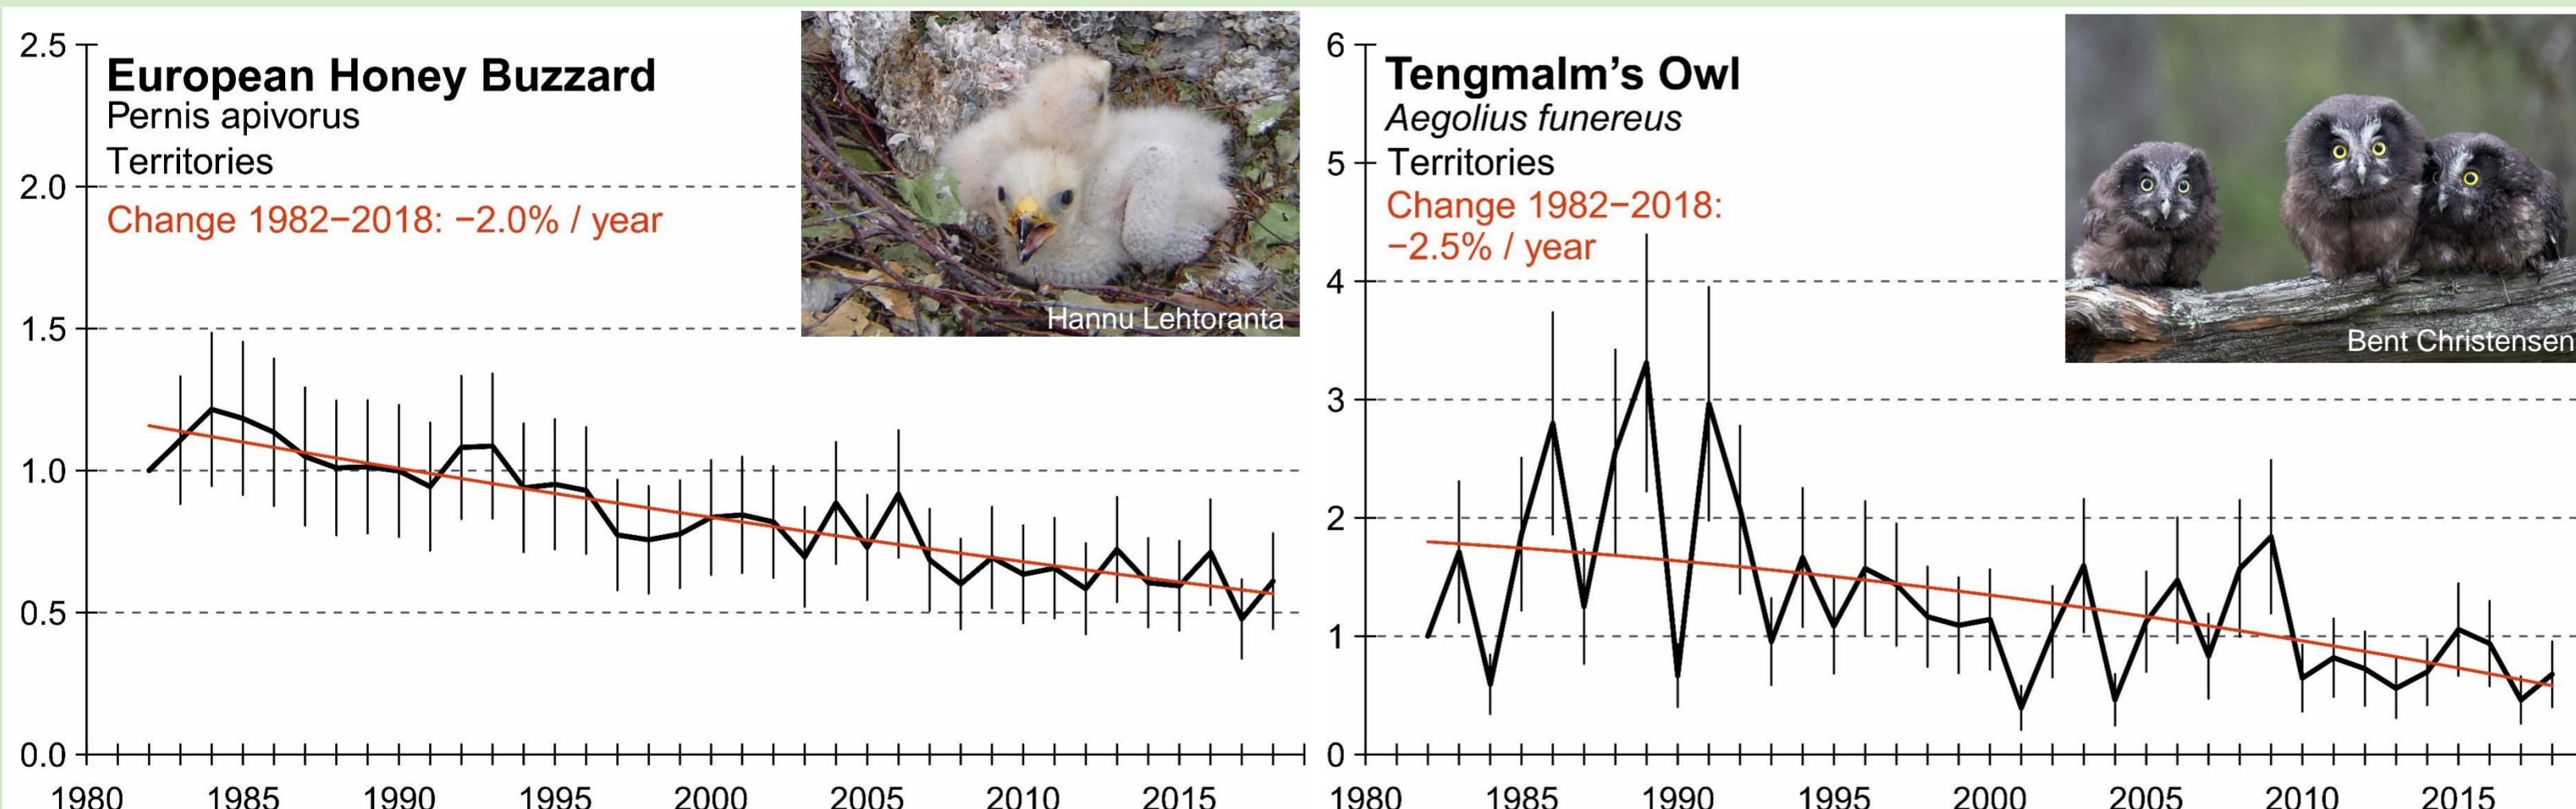 2.5
2.0
1.5
1.0
0.5
0.0
European Honey Buzzard
Pernis apivorus
Territories
Change 1982−2018: −2.0% / year
Hannu Lehtoranta
1980 1985 1990 1995 2000 2005 2010 2015
6
5
4
3
2
1
0
Tengmalm’s Owl
Aegolius funereus
Territories
Change 1982−2018:
−2.5% / year
Bent Christensen
1980 1985 1990 1995 2000 2005 2010 2015